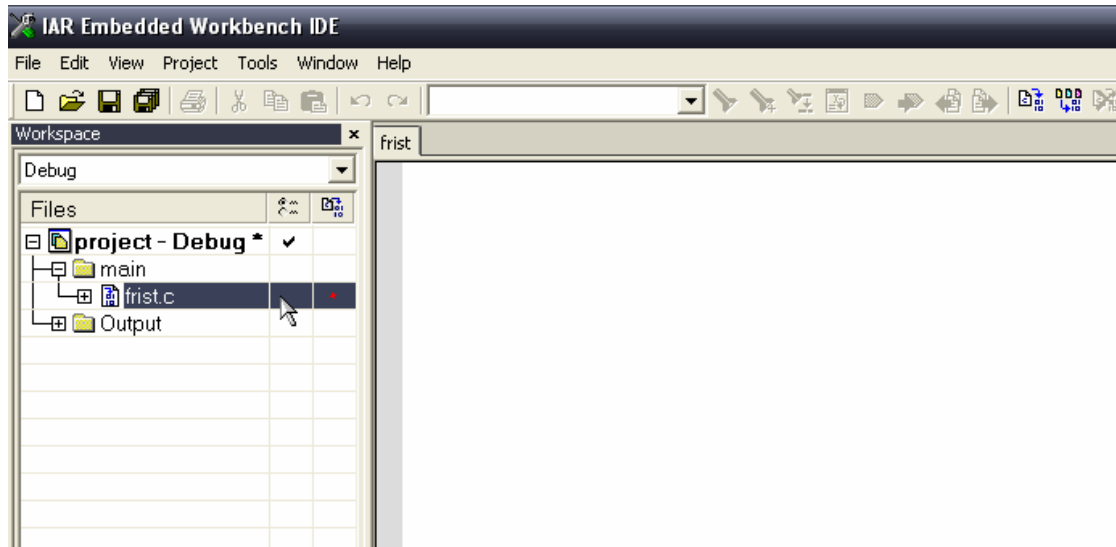 IAR Embedded Workbench IDE
File Edit View Project Tools Window Help
Workspace
frist
Debug
Files
project - Debug *
main
frist.c
Output